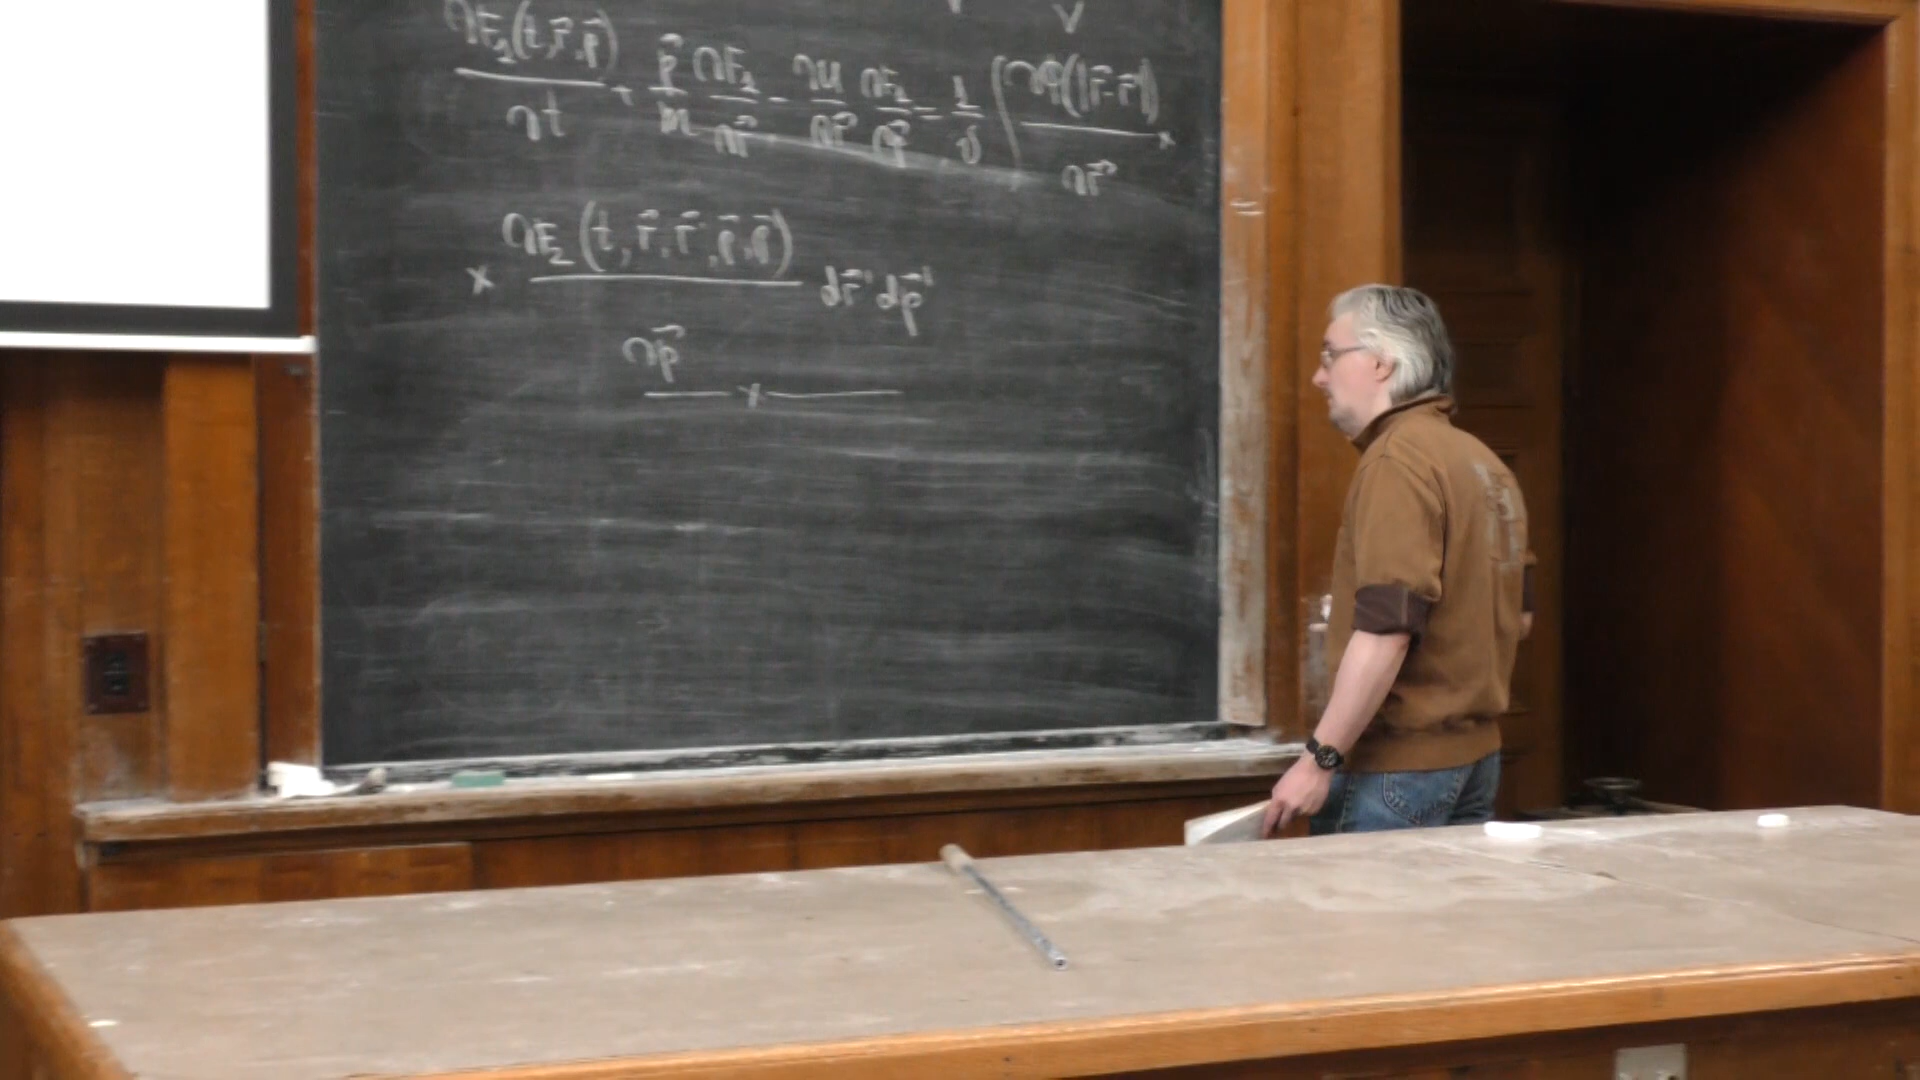 ∂F₁(t, r⃗, p⃗)/∂t + p⃗/m ∂F₁/∂r⃗ - ∂U/∂r⃗ ∂F₁/∂p⃗ = 1/υ ∫ ∂φ(|r⃗-r⃗'|)/∂r⃗ ×
× ∂F₂(t, r⃗, r⃗', p⃗, p⃗')/∂p⃗ dr⃗' dp⃗'